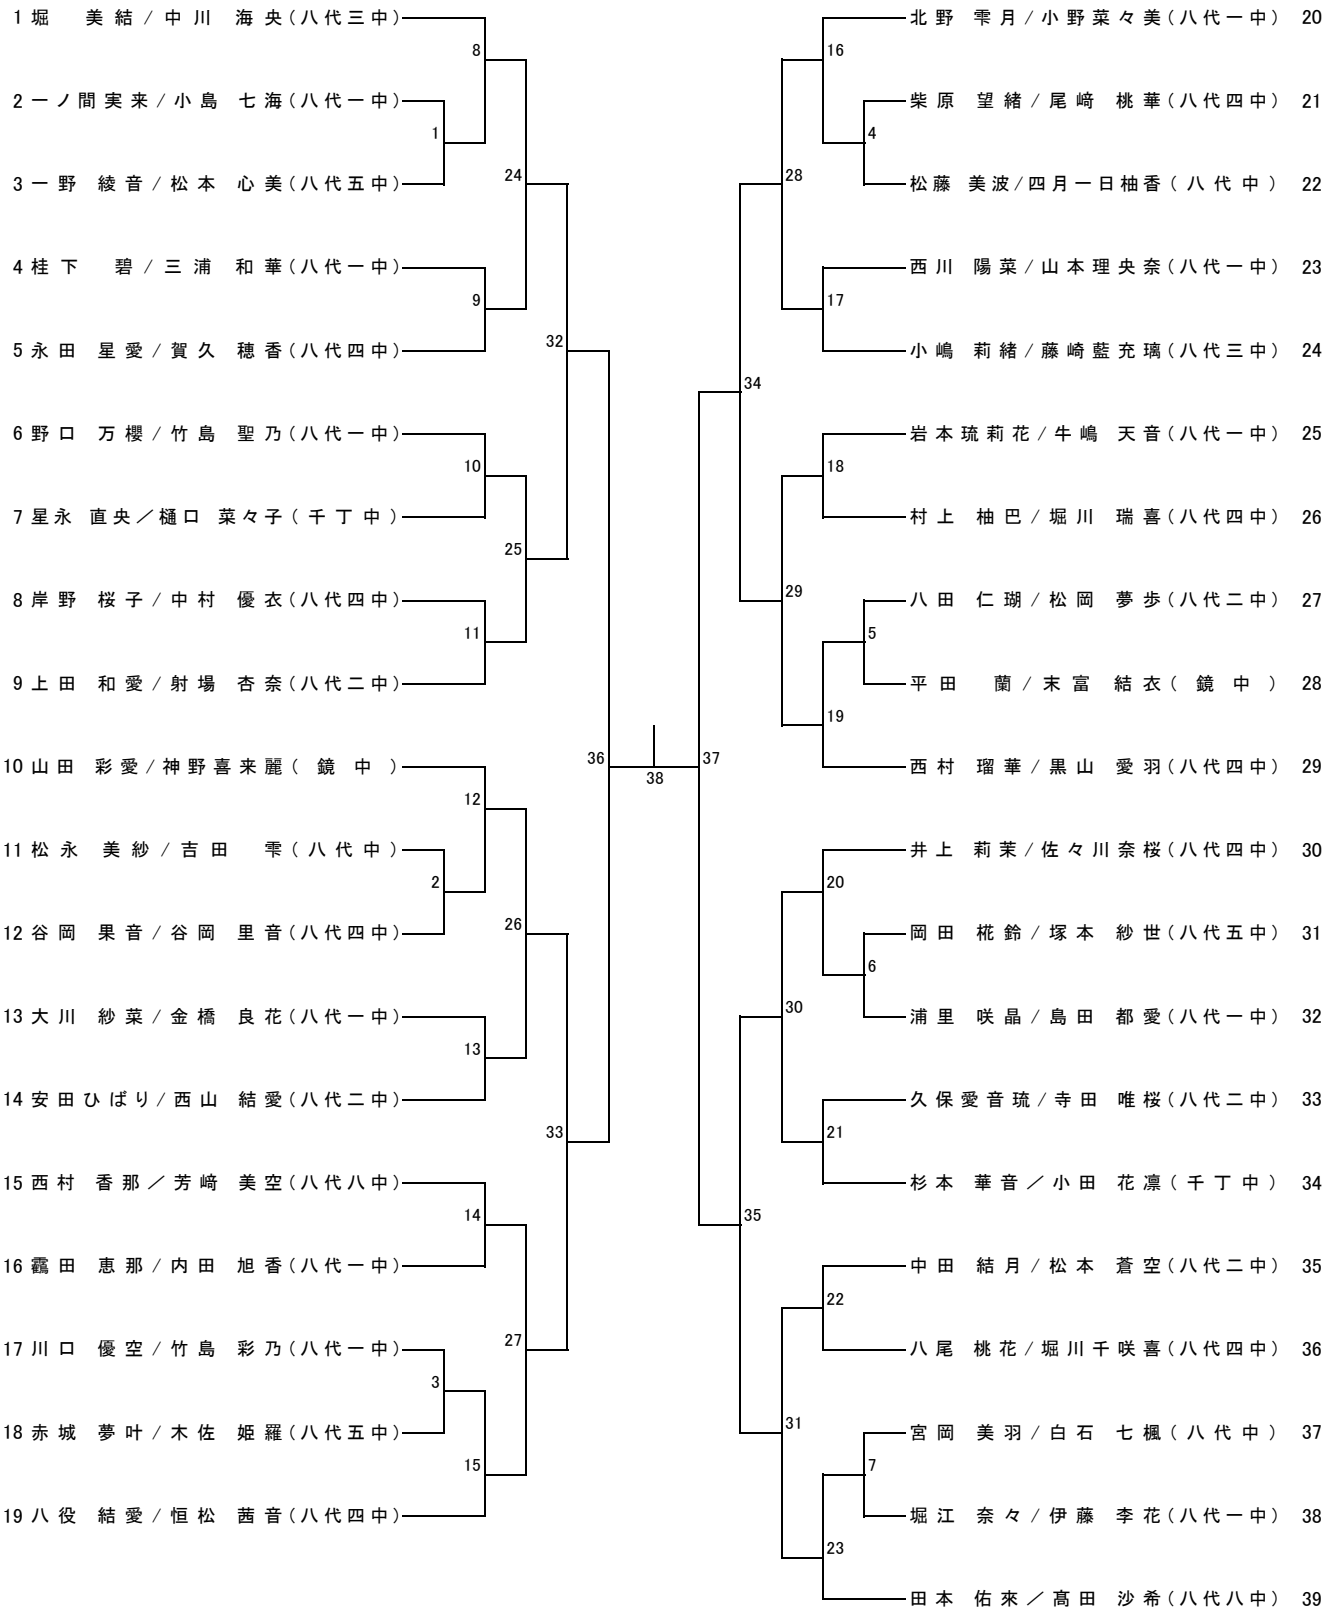 1 堀 美結/中川 海央(八代三中)
8
2 一ノ間実来/小島 七海(八代一中)
1
3 一野 綾音/松本 心美(八代五中)
24
4 桂下 碧/三浦 和華(八代一中)
9
5 永田 星愛/賀久 穂香(八代四中)
32
6 野口 万櫻/竹島 聖乃(八代一中)
10
7 星永 直央／樋口 菜々子(千丁中)
25
8 岸野 桜子/中村 優衣(八代四中)
11
9 上田 和愛/射場 杏奈(八代二中)
36
10 山田 彩愛/神野喜来麗(鏡中)
12
11 松永 美紗/吉田 雫(八代中)
2
12 谷岡 果音/谷岡 里音(八代四中)
26
13 大川 紗菜/金橋 良花(八代一中)
13
14 安田ひばり/西山 結愛(八代二中)
33
15 西村 香那／芳﨑 美空(八代八中)
14
16 靏田 恵那/内田 旭香(八代一中)
27
17 川口 優空/竹島 彩乃(八代一中)
3
18 赤城 夢叶/木佐 姫羅(八代五中)
15
19 八役 結愛/恒松 茜音(八代四中)
38
北野 雫月/小野菜々美(八代一中) 20
16
柴原 望緒/尾﨑 桃華(八代四中) 21
4
松藤 美波/四月一日柚香(八代中) 22
28
西川 陽菜/山本理央奈(八代一中) 23
17
小嶋 莉緒/藤崎藍充璃(八代三中) 24
34
岩本琉莉花/牛嶋 天音(八代一中) 25
18
村上 柚巴/堀川 瑞喜(八代四中) 26
29
八田 仁瑚/松岡 夢歩(八代二中) 27
5
平田 蘭/末富 結衣(鏡中) 28
19
西村 瑠華/黒山 愛羽(八代四中) 29
37
井上 莉茉/佐々川奈桜(八代四中) 30
20
岡田 椛鈴/塚本 紗世(八代五中) 31
6
浦里 咲晶/島田 都愛(八代一中) 32
30
久保愛音琉/寺田 唯桜(八代二中) 33
21
杉本 華音／小田 花凛(千丁中) 34
35
中田 結月/松本 蒼空(八代二中) 35
22
八尾 桃花/堀川千咲喜(八代四中) 36
31
宮岡 美羽/白石 七楓(八代中) 37
7
堀江 奈々/伊藤 李花(八代一中) 38
23
田本 佑來／髙田 沙希(八代八中) 39